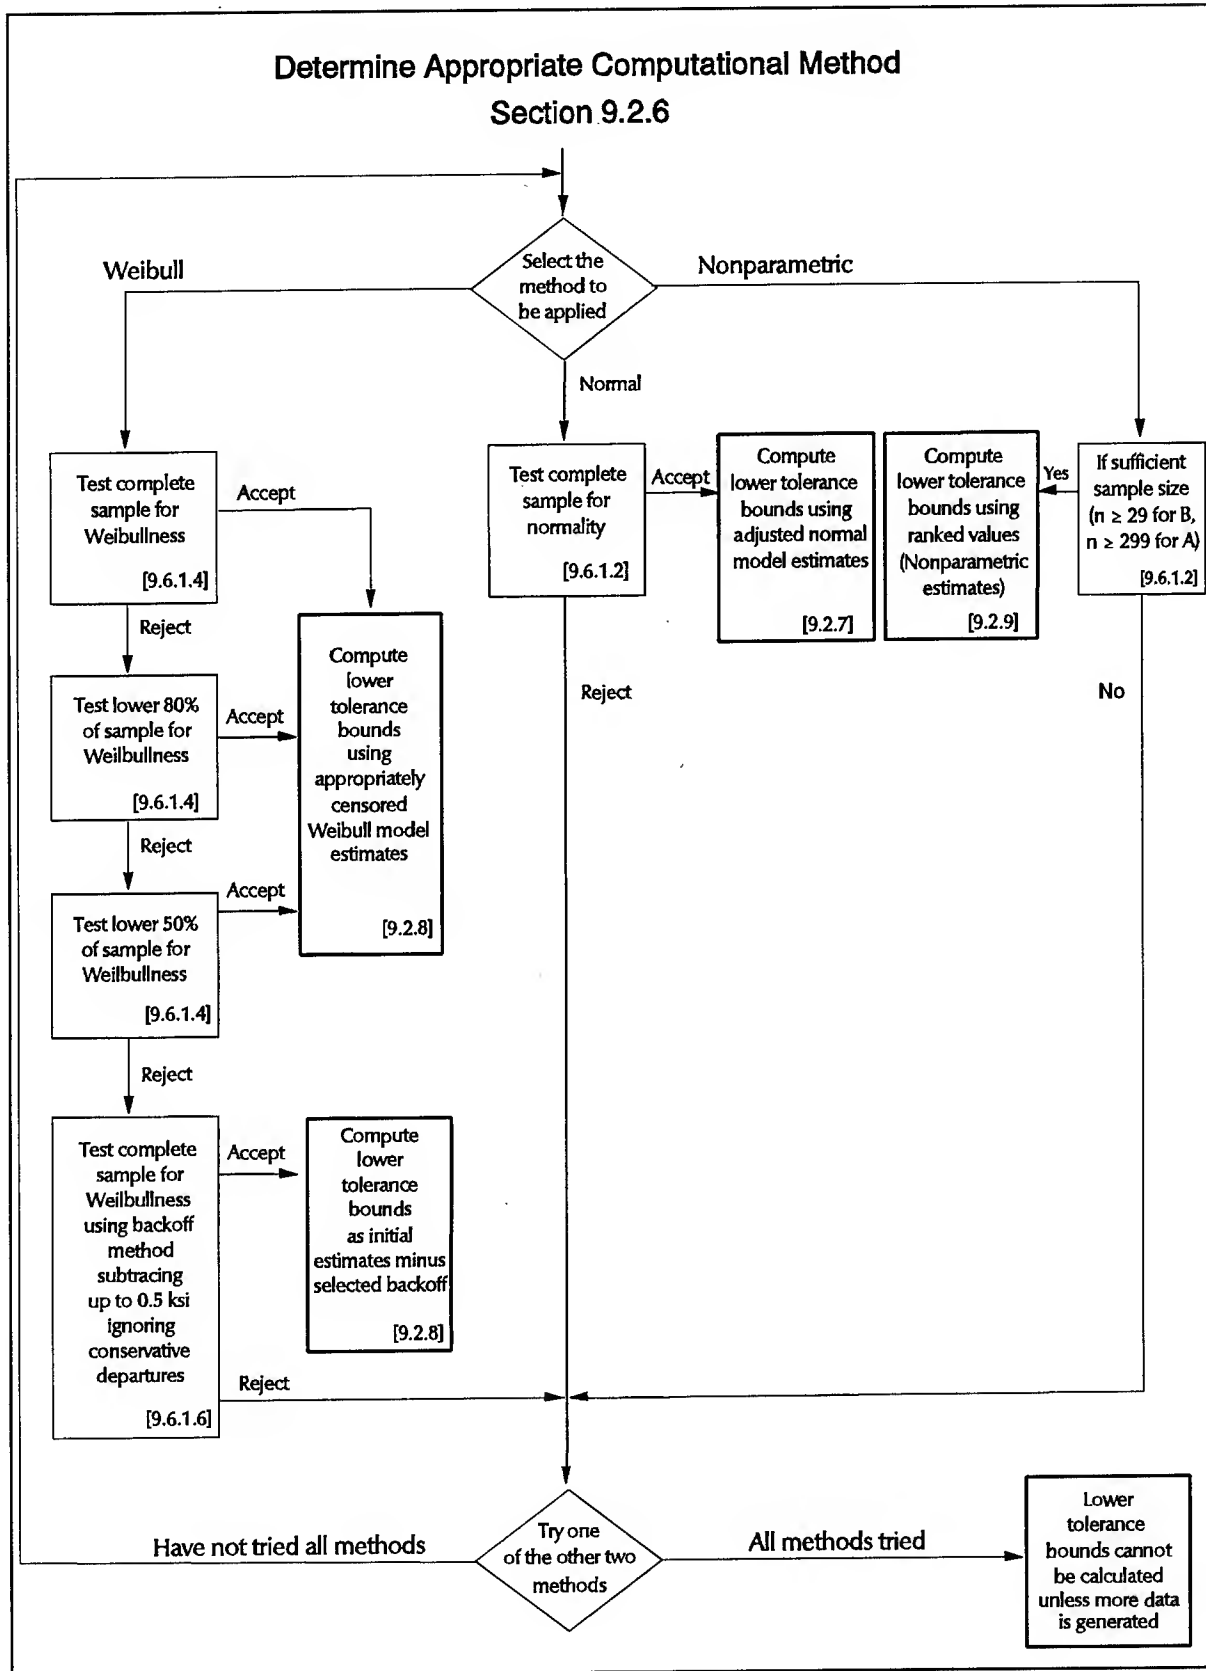 Determine Appropriate Computational Method
Section 9.2.6
Weibull
Select the
method to
be applied
Nonparametric
Normal
Test complete
sample for
Weibullness
[9.6.1.4]
Accept
Reject
Test complete
sample for
normality
[9.6.1.2]
Accept
Compute
lower tolerance
bounds using
adjusted normal
model estimates
[9.2.7]
Compute
lower tolerance
bounds using
ranked values
(Nonparametric
estimates)
[9.2.9]
Yes
If sufficient
sample size
(n ≥ 29 for B,
n ≥ 299 for A)
[9.6.1.2]
Compute
lower
tolerance
bounds
using
appropriately
censored
Weibull model
estimates
[9.2.8]
Test lower 80%
of sample for
Weilbullness
[9.6.1.4]
Accept
Reject
Reject
No
Test lower 50%
of sample for
Weilbullness
[9.6.1.4]
Accept
Reject
Test complete
sample for
Weilbullness
using backoff
method
subtracing
up to 0.5 ksi
ignoring
conservative
departures
[9.6.1.6]
Accept
Compute
lower
tolerance
bounds
as initial
estimates minus
selected backoff
[9.2.8]
Reject
Have not tried all methods
Try one
of the other two
methods
All methods tried
Lower
tolerance
bounds cannot
be calculated
unless more data
is generated